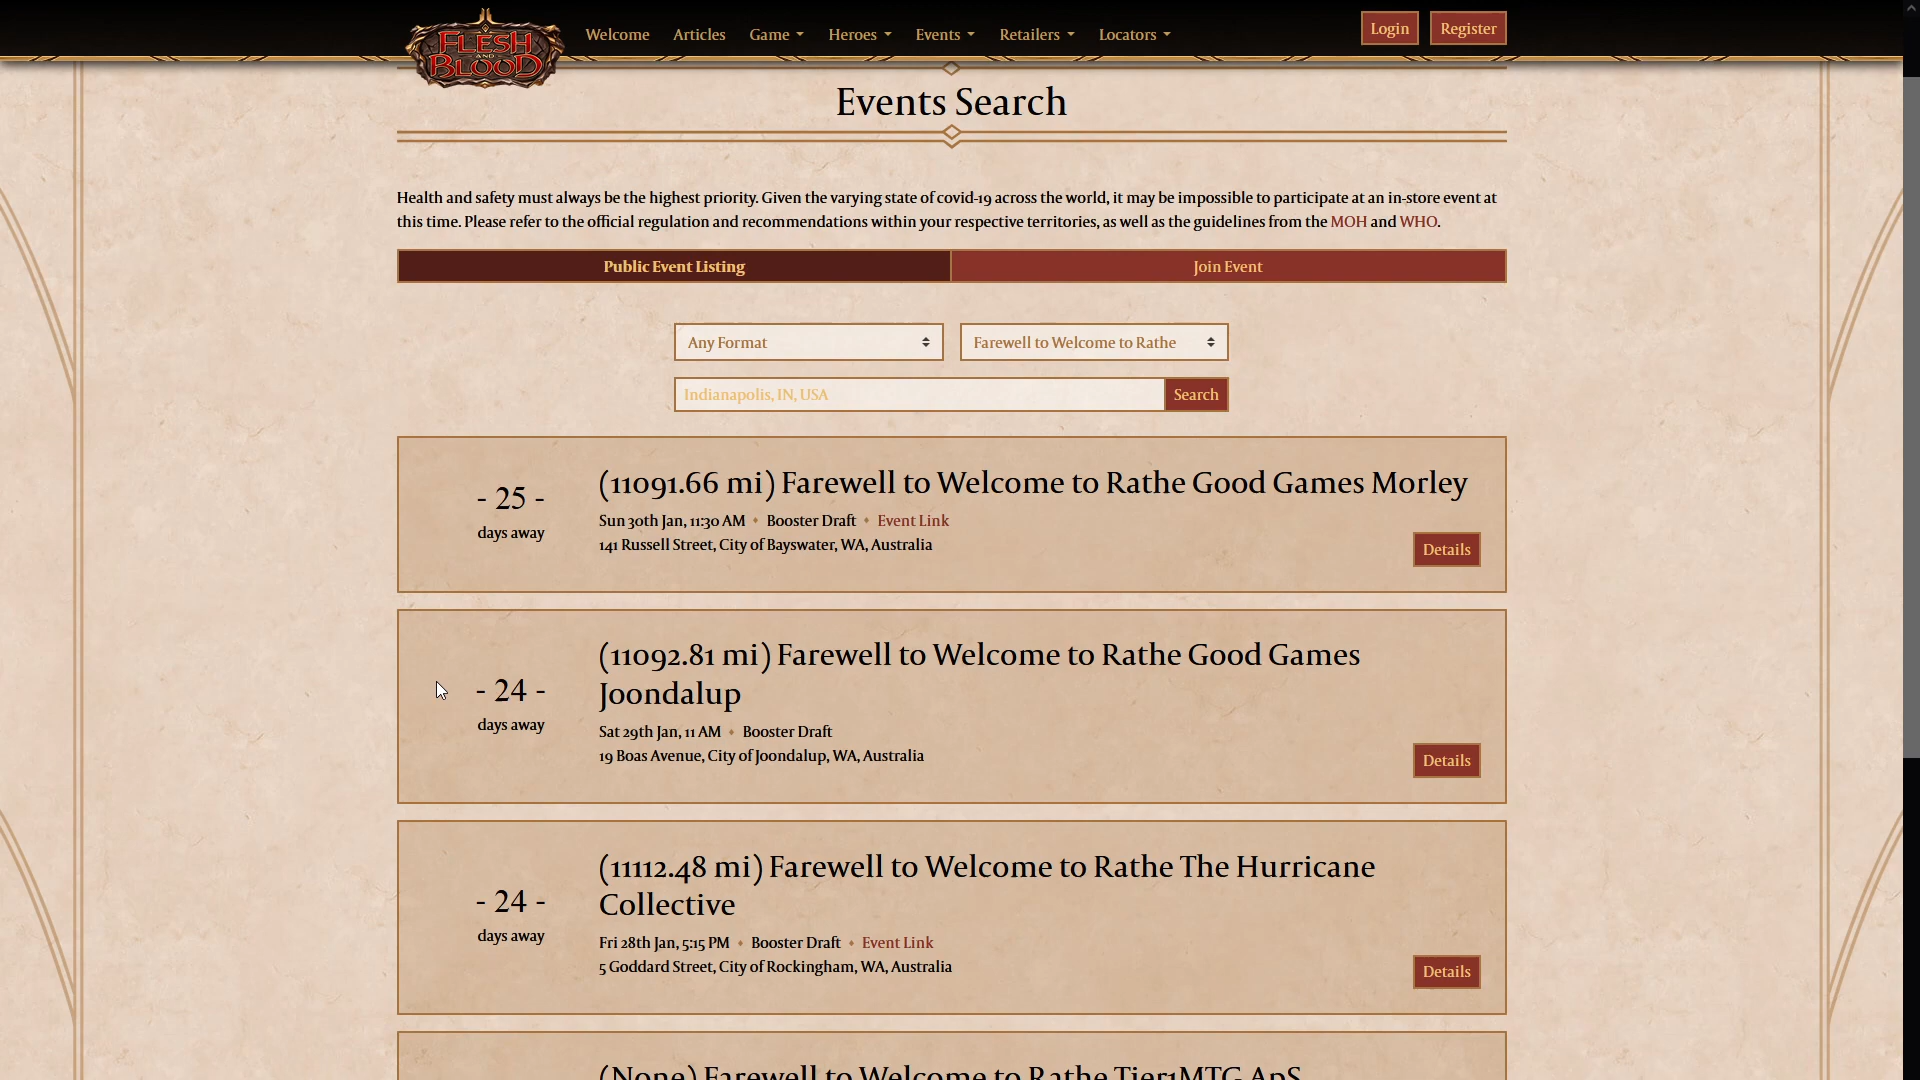 FLESH
AND
BLOOD
Welcome
Articles
Game
Heroes
Events
Retailers
Locators
Login
Register
Events Search
Health and safety must always be the highest priority. Given the varying state of covid-19 across the world, it may be impossible to participate at an in-store event at
this time. Please refer to the official regulation and recommendations within your respective territories, as well as the guidelines from the MOH and WHO.
Public Event Listing
Join Event
Any Format
Farewell to Welcome to Rathe
Indianapolis, IN, USA
Search
- 25 -
days away
(11091.66 mi) Farewell to Welcome to Rathe Good Games Morley
Sun 30th Jan, 11:30 AM ♦ Booster Draft ♦ Event Link
141 Russell Street, City of Bayswater, WA, Australia
Details
- 24 -
days away
(11092.81 mi) Farewell to Welcome to Rathe Good Games
Joondalup
Sat 29th Jan, 11 AM ♦ Booster Draft
19 Boas Avenue, City of Joondalup, WA, Australia
Details
- 24 -
days away
(11112.48 mi) Farewell to Welcome to Rathe The Hurricane
Collective
Fri 28th Jan, 5:15 PM ♦ Booster Draft ♦ Event Link
5 Goddard Street, City of Rockingham, WA, Australia
Details
(None) Farewell to Welcome to Rathe Tier1MTG ApS